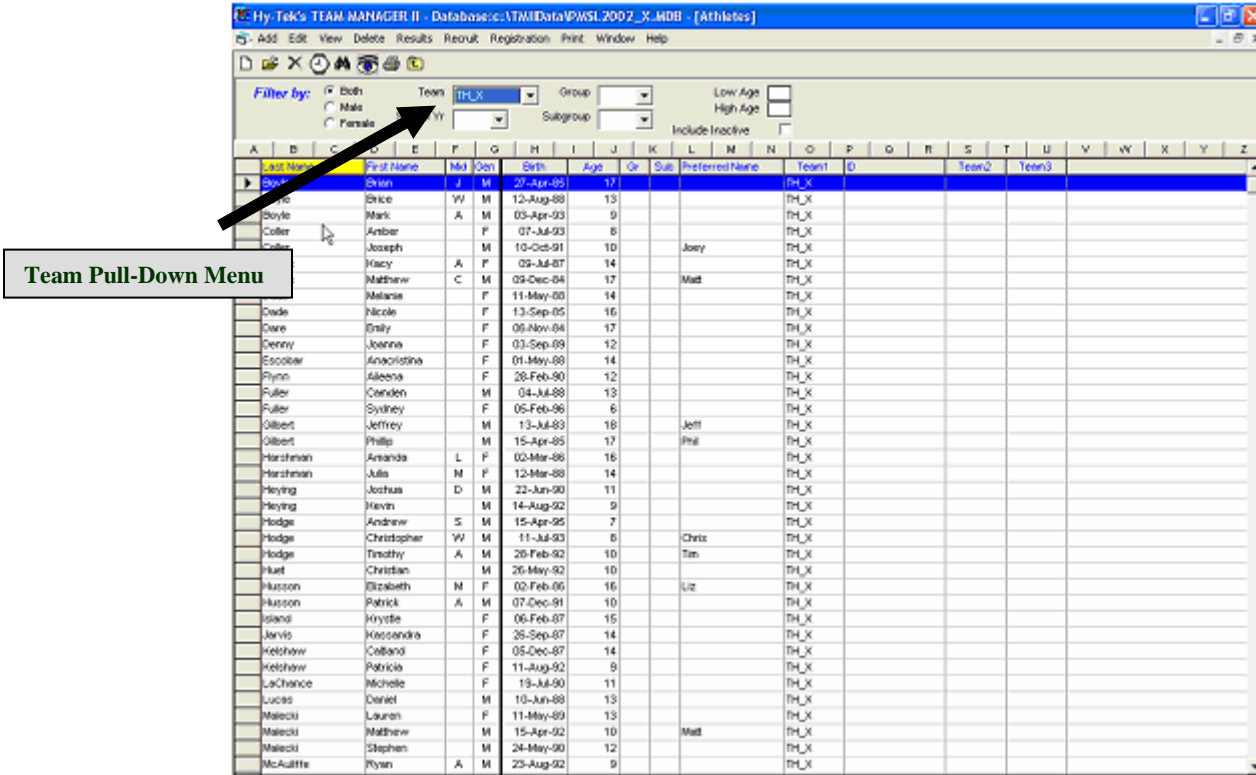 Hy-Tek's TEAM MANAGER II - Database:c:\TMIIData\PWSL2002_X.MDB - [Athletes]
Add Edit View Delete Results Recruit Registration Print Window Help
Filter by: Both Team TH_X Group Low Age
Male High Age
Female Yr Subgroup Include Inactive
A B C D E F G H I J K L M N O P Q R S T U V W X Y Z
Last Name First Name Mid Gen Birth Age Gr Sub Preferred Name Team1 ID Team2 Team3
Boyle Brian J M 27-Apr-85 17 TH_X
Brice W M 12-Aug-88 13 TH_X
Boyle Mark A M 03-Apr-93 9 TH_X
Coller Amber F 07-Jul-93 8 TH_X
Coller Joseph M 10-Oct-91 10 Joey TH_X
Team Pull-Down Menu
Kacy A F 09-Jul-87 14 TH_X
Matthew C M 09-Dec-84 17 Matt TH_X
Melanie F 11-May-88 14 TH_X
Dade Nicole F 13-Sep-85 16 TH_X
Dare Emily F 06-Nov-84 17 TH_X
Denny Joanna F 03-Sep-89 12 TH_X
Escobar Anacristina F 01-May-88 14 TH_X
Flynn Aileena F 28-Feb-90 12 TH_X
Fuller Camden M 04-Jul-88 13 TH_X
Fuller Sydney F 05-Feb-96 6 TH_X
Gilbert Jeffrey M 13-Jul-83 18 Jeff TH_X
Gilbert Phillip M 15-Apr-85 17 Phil TH_X
Harshman Amanda L F 02-Mar-86 16 TH_X
Harshman Julia M F 12-Mar-88 14 TH_X
Heying Joshua D M 22-Jun-90 11 TH_X
Heying Kevin M 14-Aug-92 9 TH_X
Hodge Andrew S M 15-Apr-95 7 TH_X
Hodge Christopher W M 11-Jul-93 8 Chris TH_X
Hodge Timothy A M 28-Feb-92 10 Tim TH_X
Huet Christian M 26-May-92 10 TH_X
Husson Elizabeth M F 02-Feb-86 16 Liz TH_X
Husson Patrick A M 07-Dec-91 10 TH_X
Island Krystle F 06-Feb-87 15 TH_X
Jarvis Kassandra F 26-Sep-87 14 TH_X
Kelshaw Caitland F 05-Dec-87 14 TH_X
Kelshaw Patricia F 11-Aug-92 9 TH_X
LaChance Michelle F 19-Jul-90 11 TH_X
Lucas Daniel M 10-Jun-88 13 TH_X
Malecki Lauren F 11-May-89 13 TH_X
Malecki Matthew M 15-Apr-92 10 Matt TH_X
Malecki Stephen M 24-May-90 12 TH_X
McAuliffe Ryan A M 23-Aug-92 9 TH_X